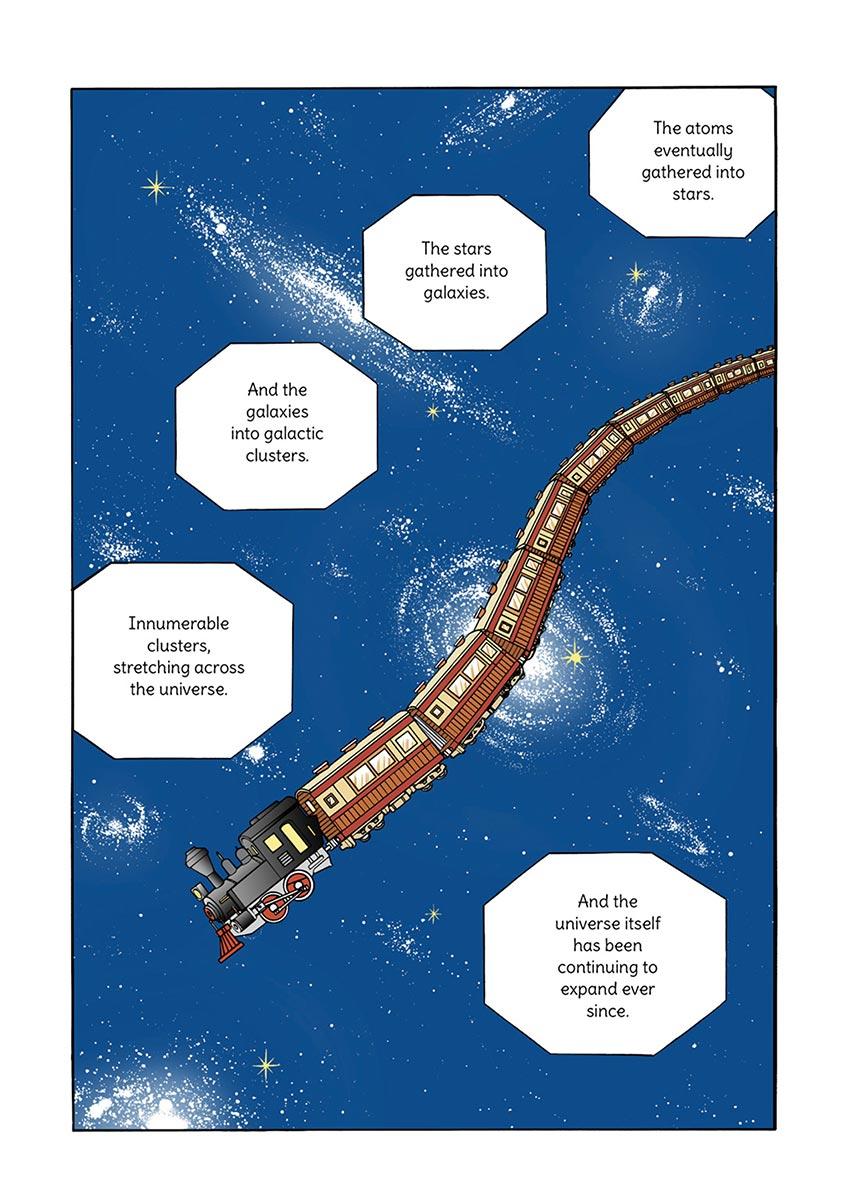 The atoms
eventually
gathered into
stars.
The stars
gathered into
galaxies.
And the
galaxies
into galactic
clusters.
Innumerable
clusters,
stretching across
the universe.
And the
universe itself
has been
continuing to
expand ever
since.